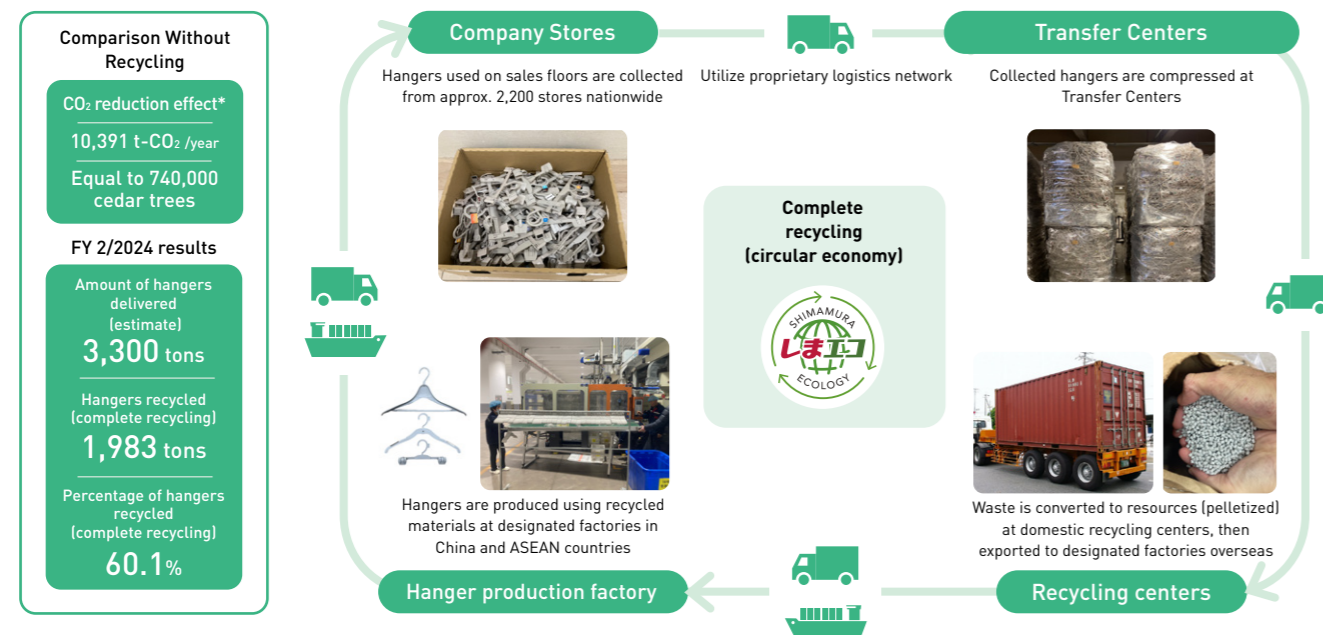 Comparison Without
Recycling
CO₂ reduction effect*
10,391 t-CO₂ /year
Equal to 740,000
cedar trees
FY 2/2024 results
Amount of hangers
delivered
(estimate)
3,300 tons
Hangers recycled
(complete recycling)
1,983 tons
Percentage of hangers
recycled
(complete recycling)
60.1%
Company Stores
Hangers used on sales floors are collected
from approx. 2,200 stores nationwide
Utilize proprietary logistics network
Transfer Centers
Collected hangers are compressed at
Transfer Centers
Complete
recycling
(circular economy)
SHIMAMURA
しまエコ
ECOLOGY
Waste is converted to resources (pelletized)
at domestic recycling centers, then
exported to designated factories overseas
Recycling centers
Hangers are produced using recycled
materials at designated factories in
China and ASEAN countries
Hanger production factory